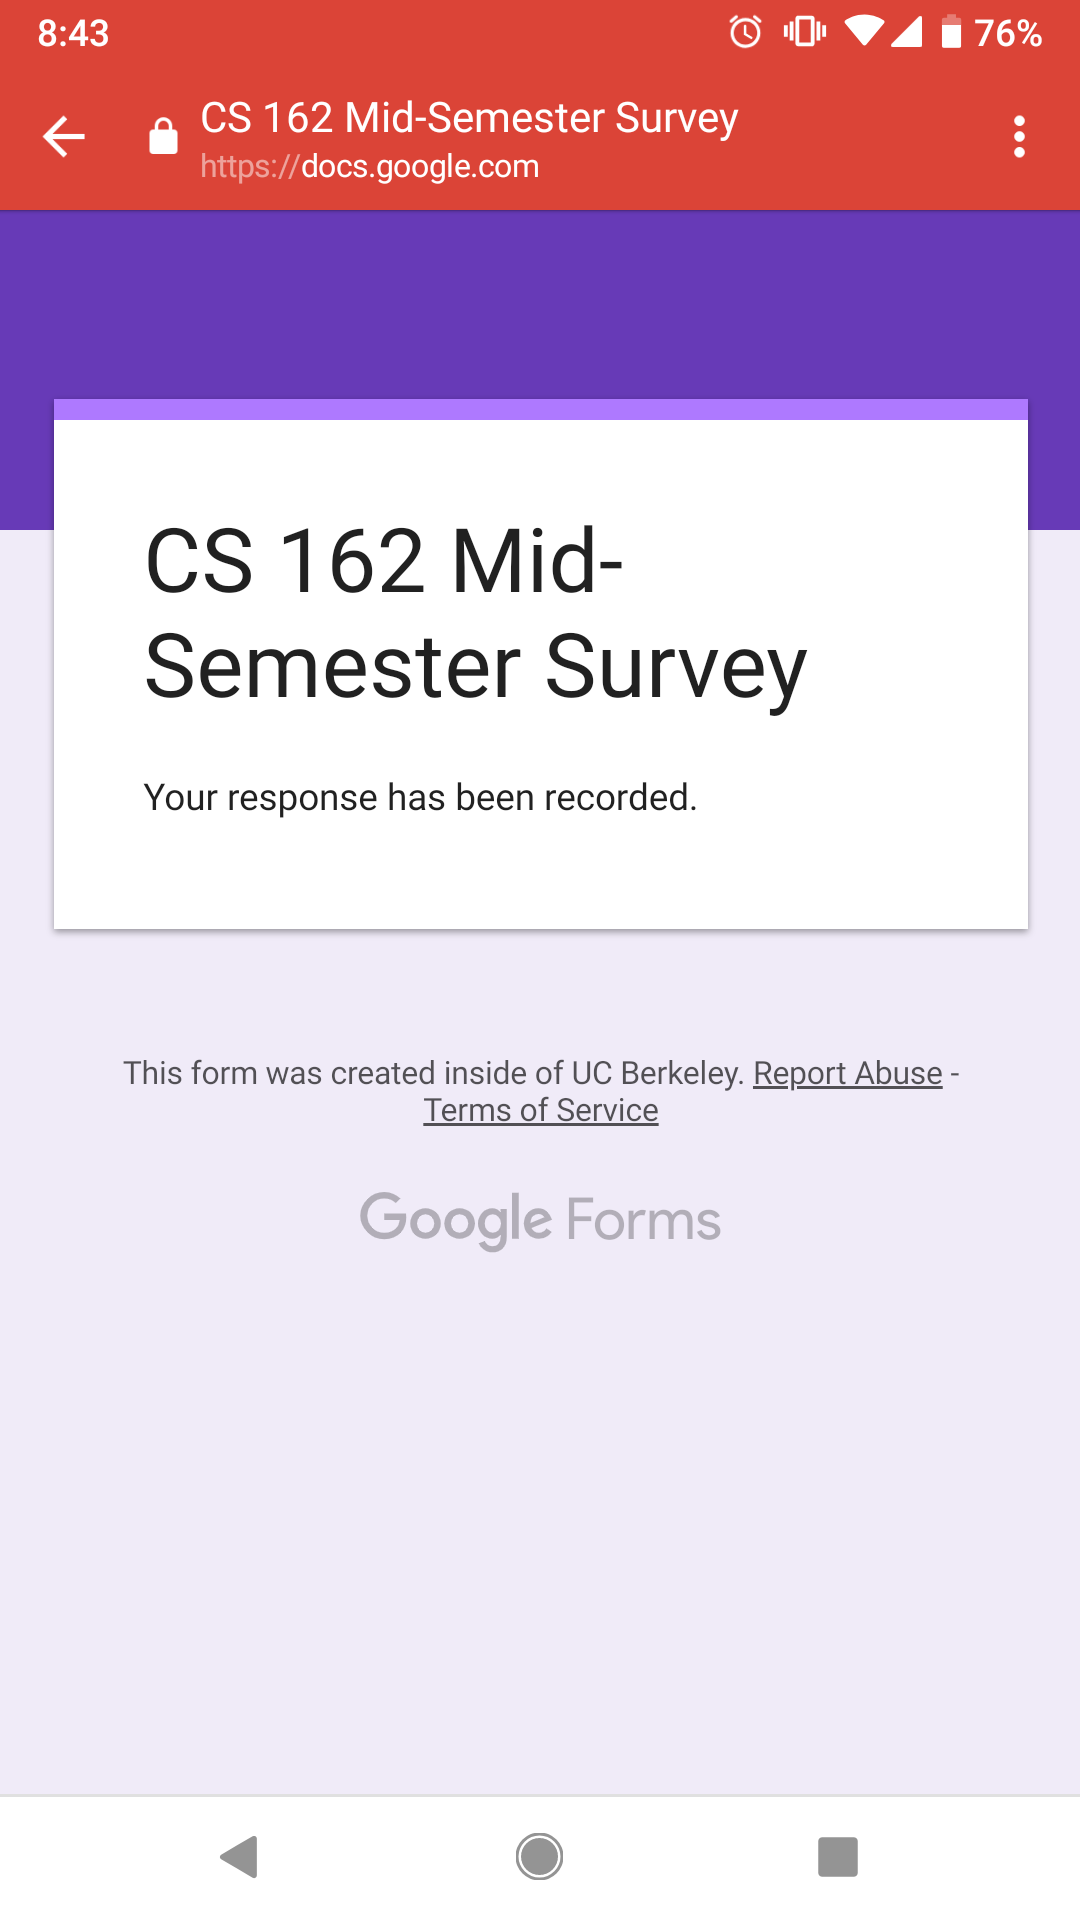 8:43
76%
CS 162 Mid-Semester Survey
https://docs.google.com
CS 162 Mid-
Semester Survey
Your response has been recorded.
This form was created inside of UC Berkeley. Report Abuse -
Terms of Service
Google Forms